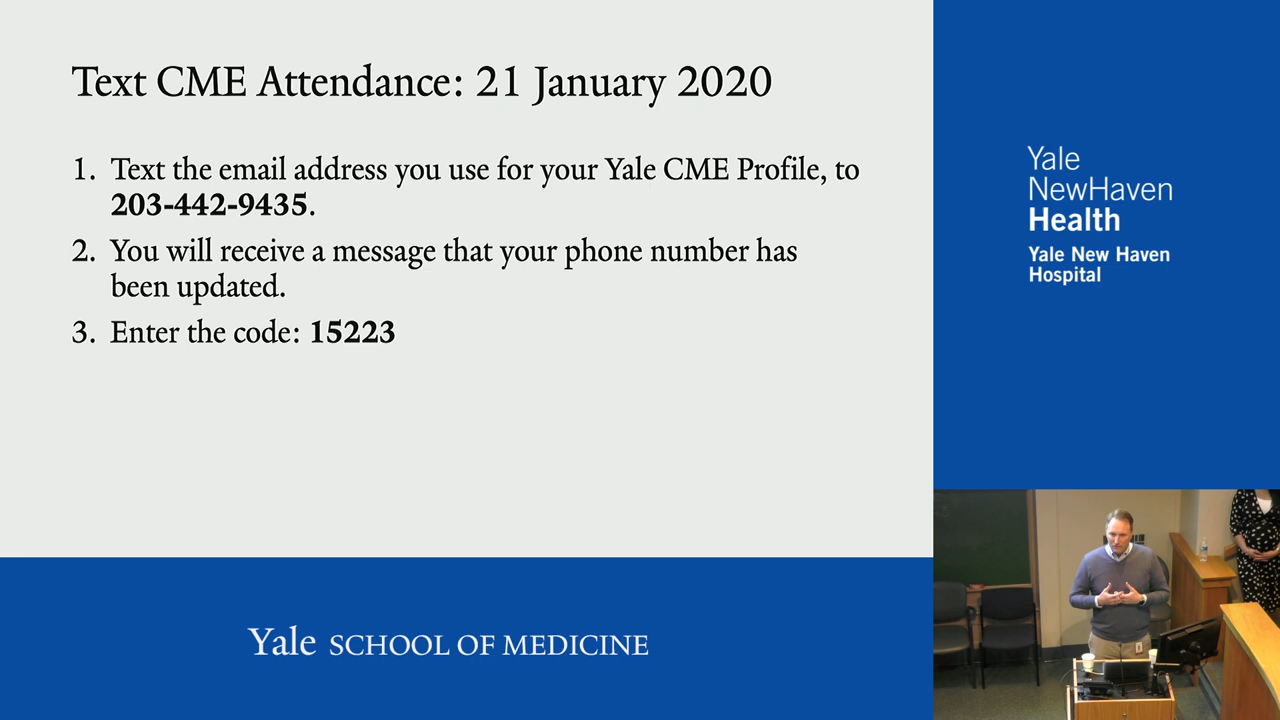 Text CME Attendance: 21 January 2020
1. Text the email address you use for your Yale CME Profile, to
203-442-9435.
2. You will receive a message that your phone number has
been updated.
3. Enter the code: 15223
Yale SCHOOL OF MEDICINE
Yale
NewHaven
Health
Yale New Haven
Hospital